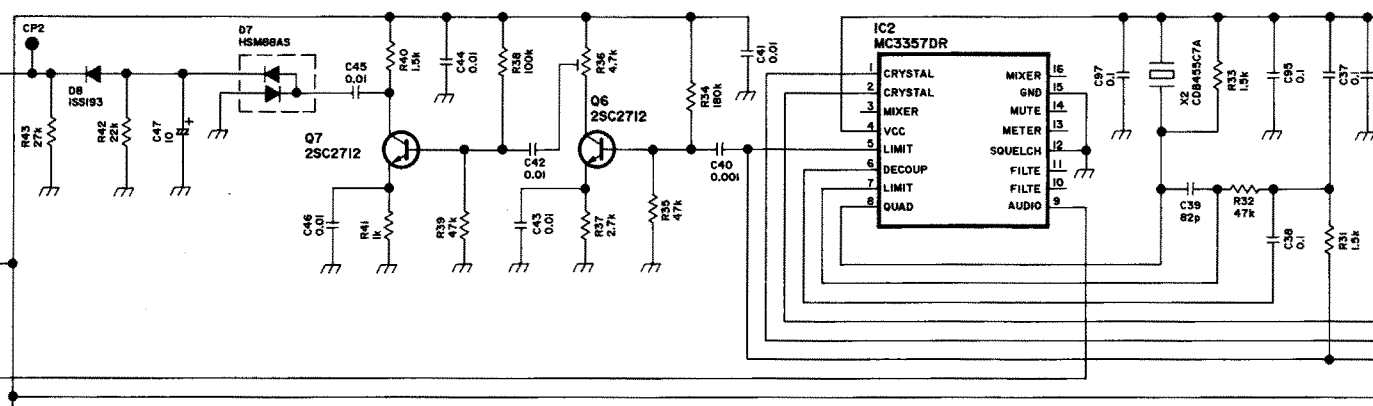 CP2
D7
HSM88AS
C45
0.01
R40
1.5k
C44
0.01
R38
100k
R36
4.7k
C41
0.01
R34
180k
D8
1SS193
R43
27k
R42
22k
C47
10
+
Q7
2SC2712
Q6
2SC2712
C42
0.01
C40
0.001
C46
0.01
R41
1k
R39
47k
C43
0.01
R37
2.7k
R35
47k
IC2
MC3357DR
1 CRYSTAL
2 CRYSTAL
3 MIXER
4 VCC
5 LIMIT
6 DECOUP
7 LIMIT
8 QUAD
MIXER 16
GND 15
MUTE 14
METER 13
SQUELCH 12
FILTE 11
FILTE 10
AUDIO 9
C97
0.1
X2
CDB455C7A
R33
1.5k
C95
0.1
C37
0.1
C39
82p
R32
47k
C38
0.1
R31
1.5k